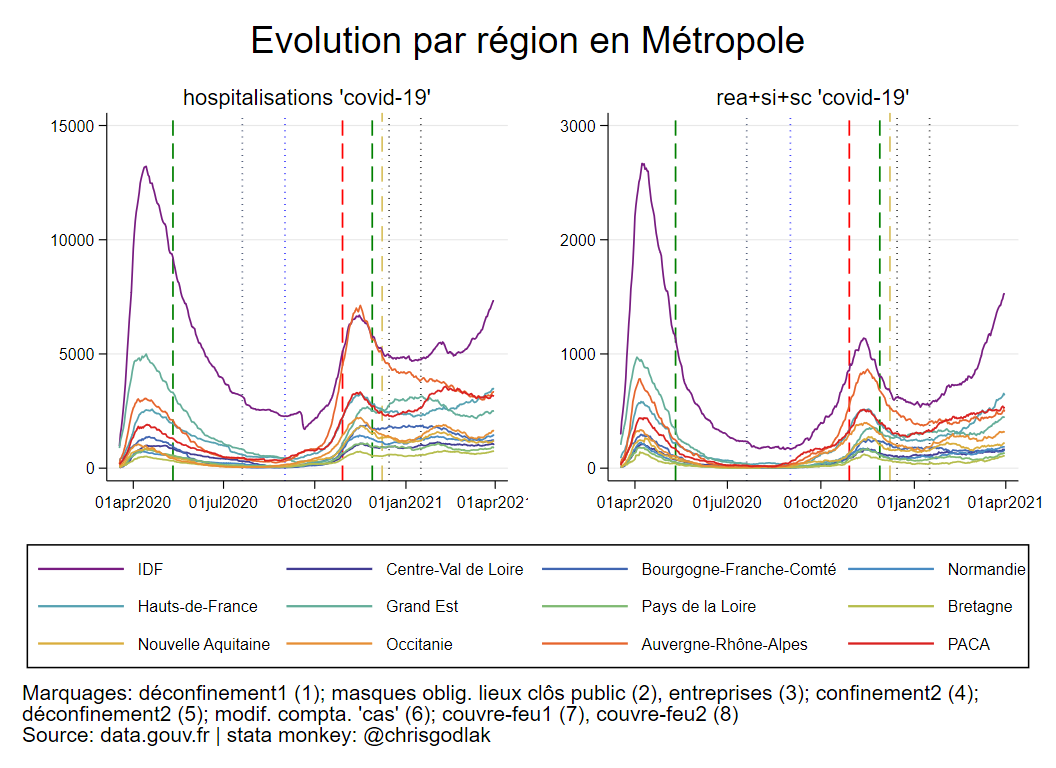 Evolution par région en Métropole
hospitalisations 'covid-19'
rea+si+sc 'covid-19'
15000
10000
5000
0
01apr2020 01jul2020 01oct2020 01jan2021 01apr2021
3000
2000
1000
0
01apr2020 01jul2020 01oct2020 01jan2021 01apr2021
IDF Centre-Val de Loire Bourgogne-Franche-Comté Normandie
Hauts-de-France Grand Est Pays de la Loire Bretagne
Nouvelle Aquitaine Occitanie Auvergne-Rhône-Alpes PACA
Marquages: déconfinement1 (1); masques oblig. lieux clôs public (2), entreprises (3); confinement2 (4);
déconfinement2 (5); modif. compta. 'cas' (6); couvre-feu1 (7), couvre-feu2 (8)
Source: data.gouv.fr | stata monkey: @chrisgodlak